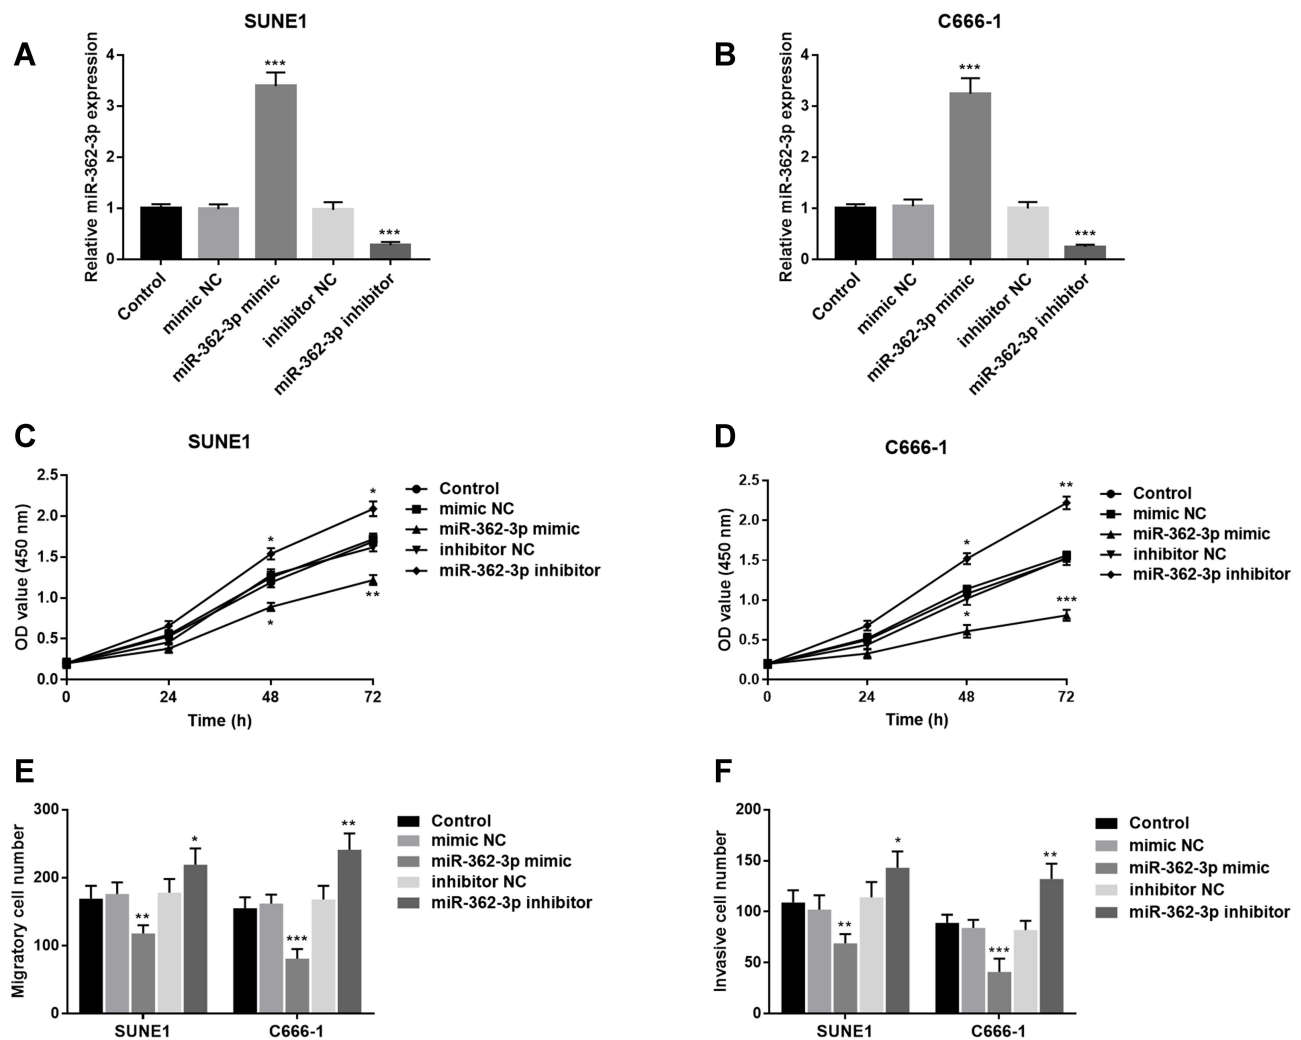 A
SUNE1
Relative miR-362-3p expression
4
3
2
1
0
***
***
Control
mimic NC
miR-362-3p mimic
inhibitor NC
miR-362-3p inhibitor
B
C666-1
Relative miR-362-3p expression
4
3
2
1
0
***
***
Control
mimic NC
miR-362-3p mimic
inhibitor NC
miR-362-3p inhibitor
C
SUNE1
OD value (450 nm)
2.5
2.0
1.5
1.0
0.5
0.0
*
*
*
**
0 24 48 72
Time (h)
Control
mimic NC
miR-362-3p mimic
inhibitor NC
miR-362-3p inhibitor
D
C666-1
OD value (450 nm)
2.5
2.0
1.5
1.0
0.5
0.0
**
*
***
*
0 24 48 72
Time (h)
Control
mimic NC
miR-362-3p mimic
inhibitor NC
miR-362-3p inhibitor
E
Migratory cell number
300
200
100
0
**
*
***
**
SUNE1 C666-1
Control
mimic NC
miR-362-3p mimic
inhibitor NC
miR-362-3p inhibitor
F
Invasive cell number
200
150
100
50
0
**
*
***
**
SUNE1 C666-1
Control
mimic NC
miR-362-3p mimic
inhibitor NC
miR-362-3p inhibitor